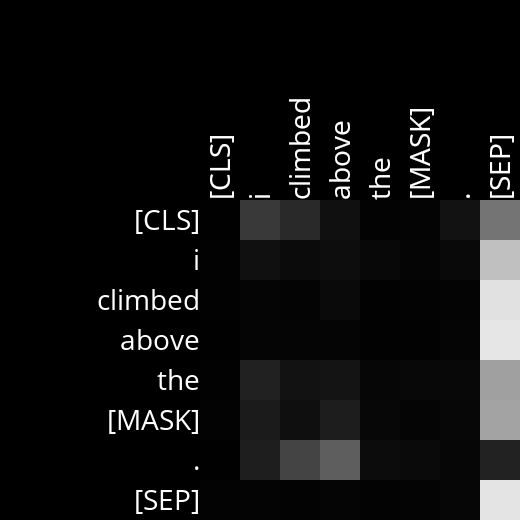 [CLS] i climbed above the [MASK] . [SEP]
[CLS]
i
climbed
above
the
[MASK]
.
[SEP]